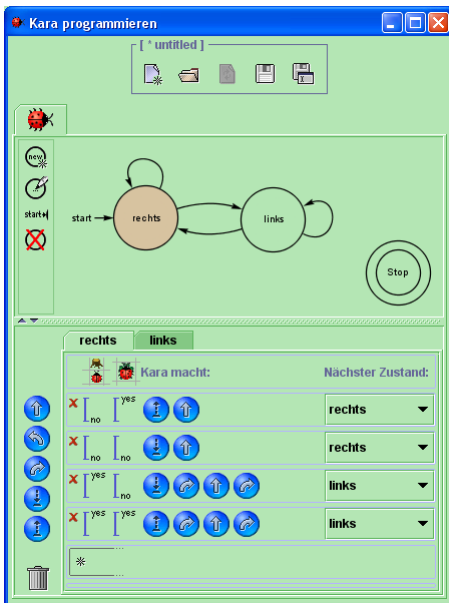 Kara programmieren
[ * untitled ]
new
start
start
rechts
links
Stop
rechts links
Kara macht: Nächster Zustand:
no yes rechts
no no rechts
yes no links
yes yes links